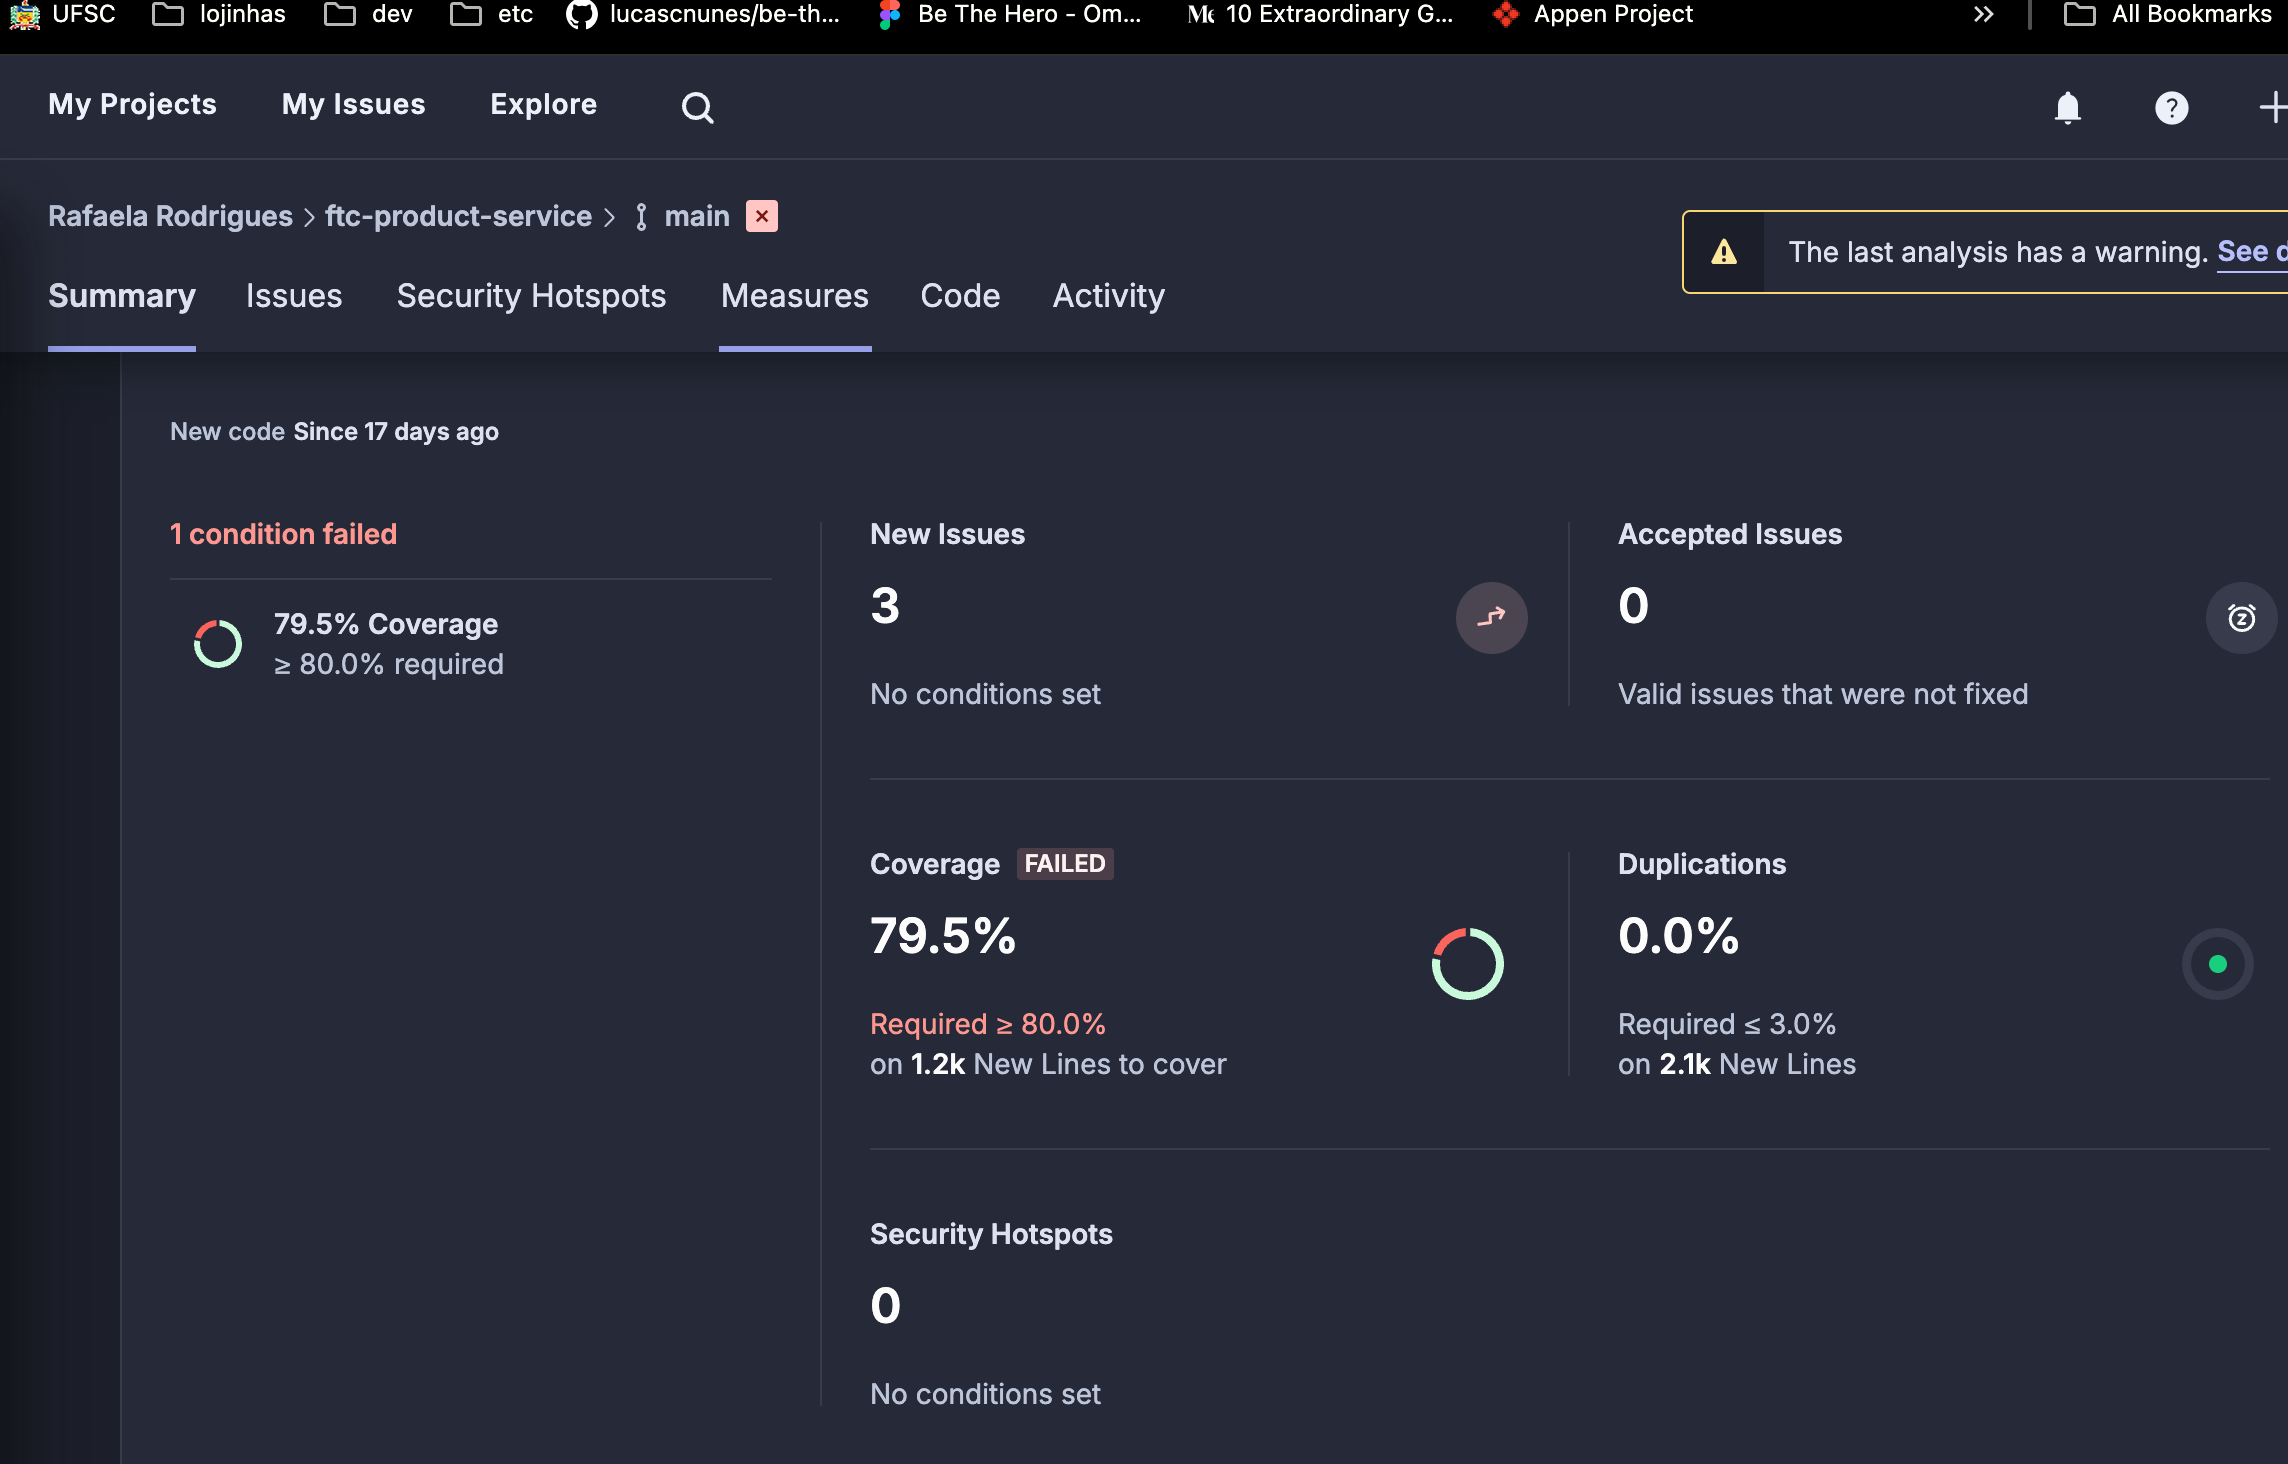 UFSC lojinhas dev etc lucascnunes/be-th... Be The Hero - Om... 10 Extraordinary G... Appen Project All Bookmarks
My Projects My Issues Explore
Rafaela Rodrigues > ftc-product-service > main
The last analysis has a warning. See d
Summary Issues Security Hotspots Measures Code Activity
New code Since 17 days ago
1 condition failed
79.5% Coverage
≥ 80.0% required
New Issues
3
No conditions set
Accepted Issues
0
Valid issues that were not fixed
Coverage FAILED
79.5%
Required ≥ 80.0%
on 1.2k New Lines to cover
Duplications
0.0%
Required ≤ 3.0%
on 2.1k New Lines
Security Hotspots
0
No conditions set